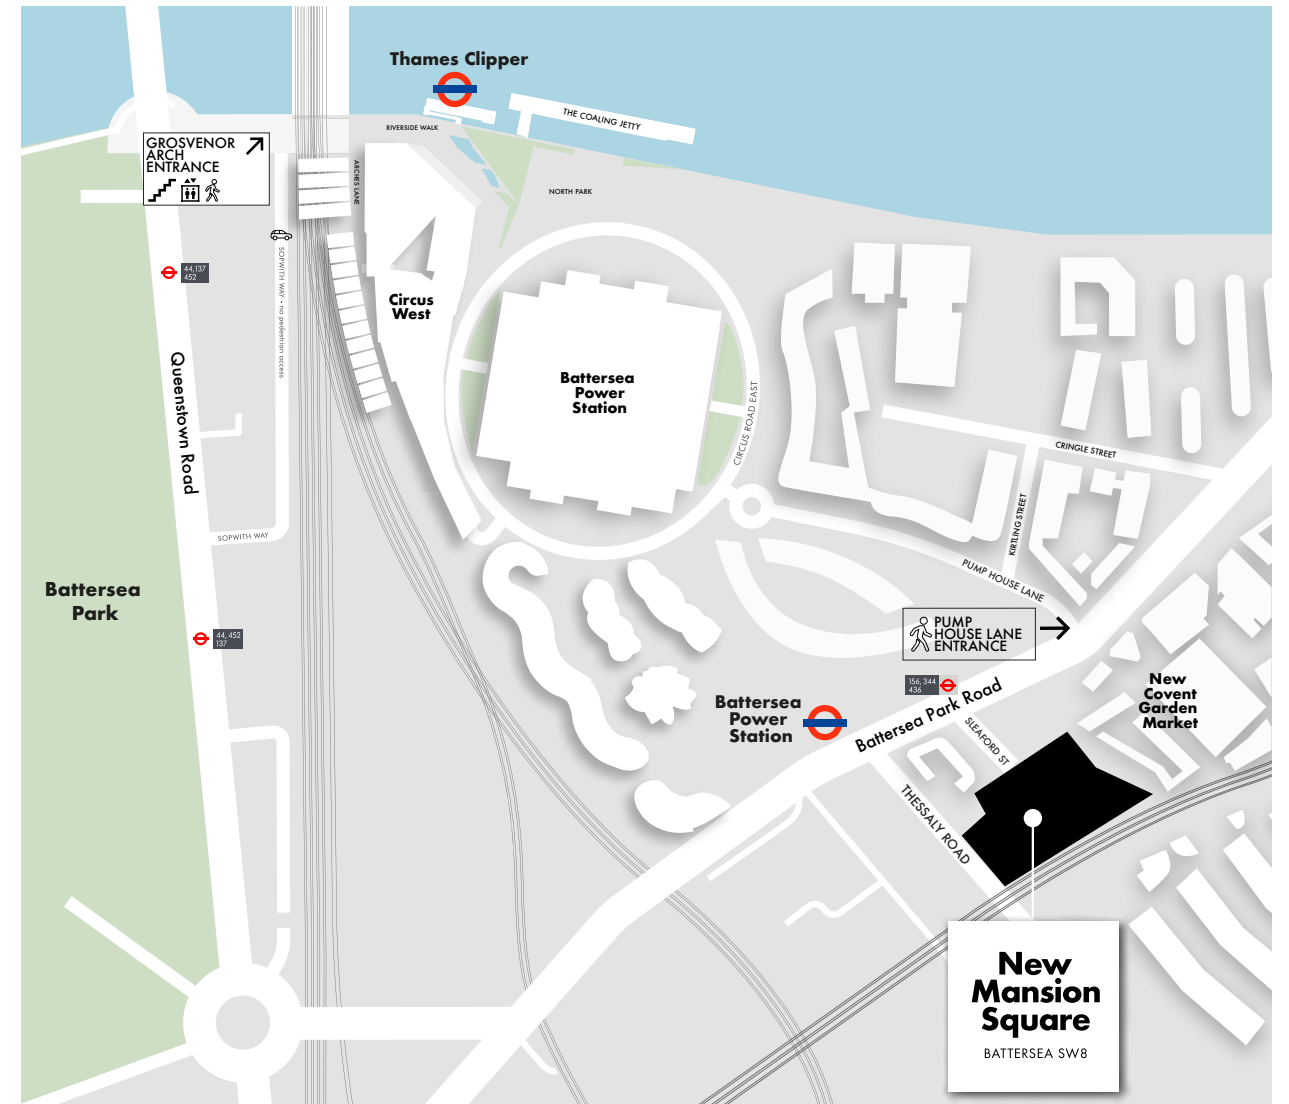 Thames Clipper
THE COALING JETTY
RIVERSIDE WALK
GROSVENOR
ARCH
ENTRANCE
ARCHES LANE
NORTH PARK
44,137
452
SOPWITH WAY - no pedestrian access
Circus
West
Queenstown Road
Battersea
Power
Station
CIRCUS ROAD EAST
CRINGLE STREET
KIRTLING STREET
SOPWITH WAY
PUMP HOUSE LANE
Battersea
Park
44, 452
137
PUMP
HOUSE LANE
ENTRANCE
156, 344
436
Battersea
Power
Station
Battersea Park Road
SLEAFORD ST
New
Covent
Garden
Market
THESSALY ROAD
New
Mansion
Square
BATTERSEA SW8